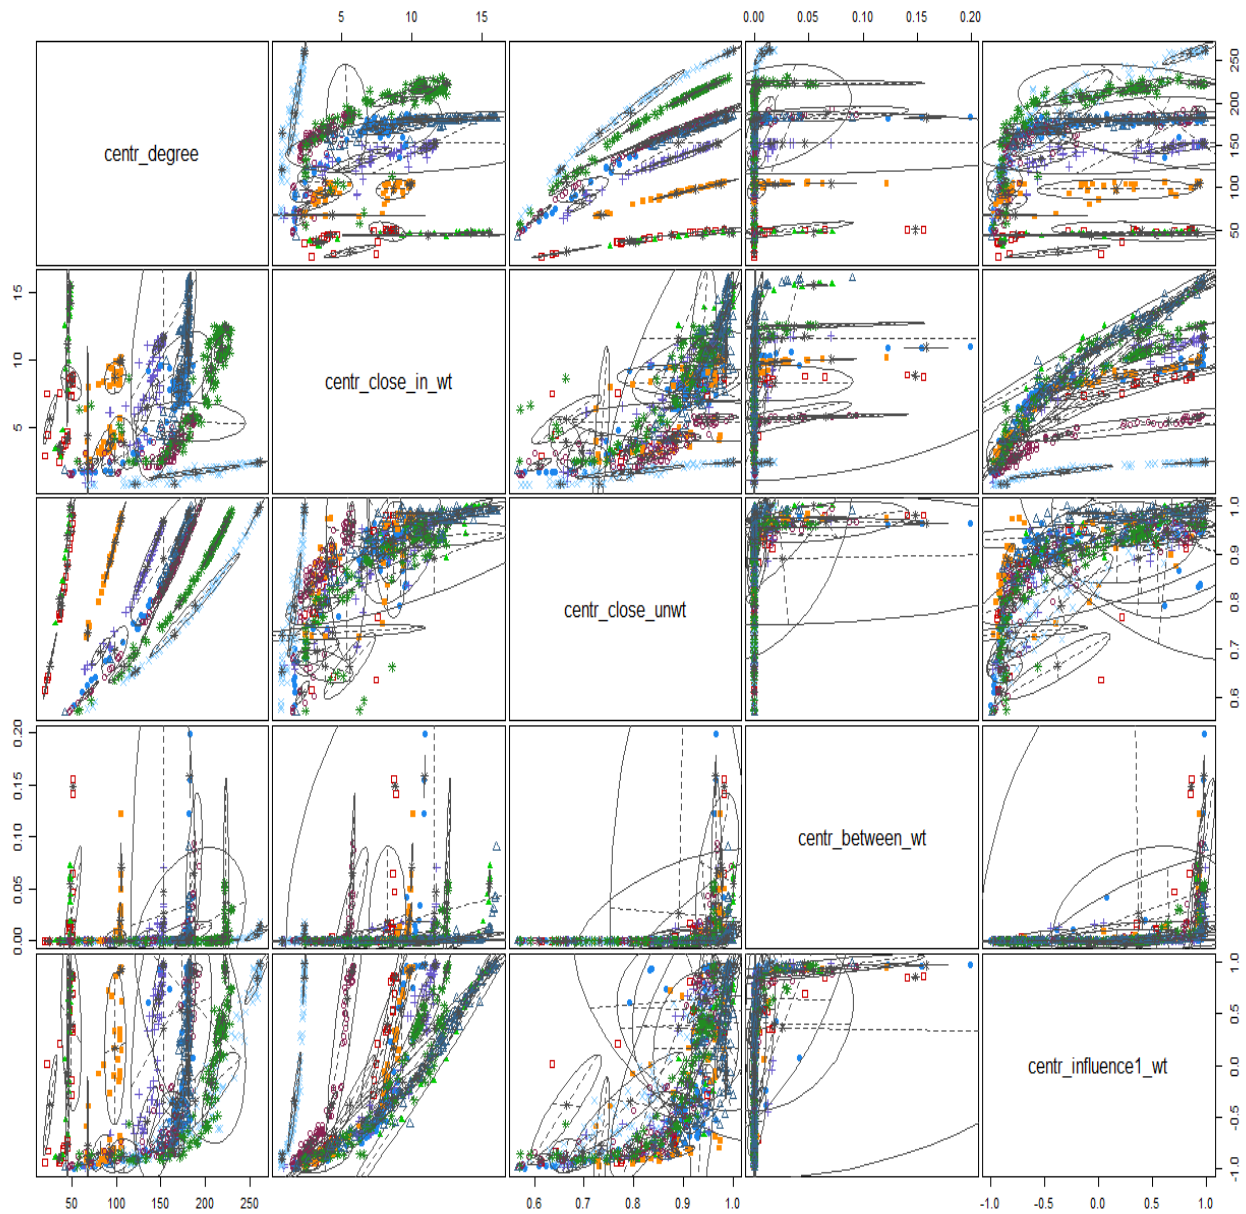 5 10 15 0.00 0.05 0.10 0.15 0.20
centr_degree
50 100 150 200 250
5 10 15
centr_close_in_wt
centr_close_unwt
0.6 0.7 0.8 0.9 1.0
0.00 0.05 0.10 0.15 0.20
centr_between_wt
centr_influence1_wt
-1.0 -0.5 0.0 0.5 1.0
50 100 150 200 250 0.6 0.7 0.8 0.9 1.0 -1.0 -0.5 0.0 0.5 1.0